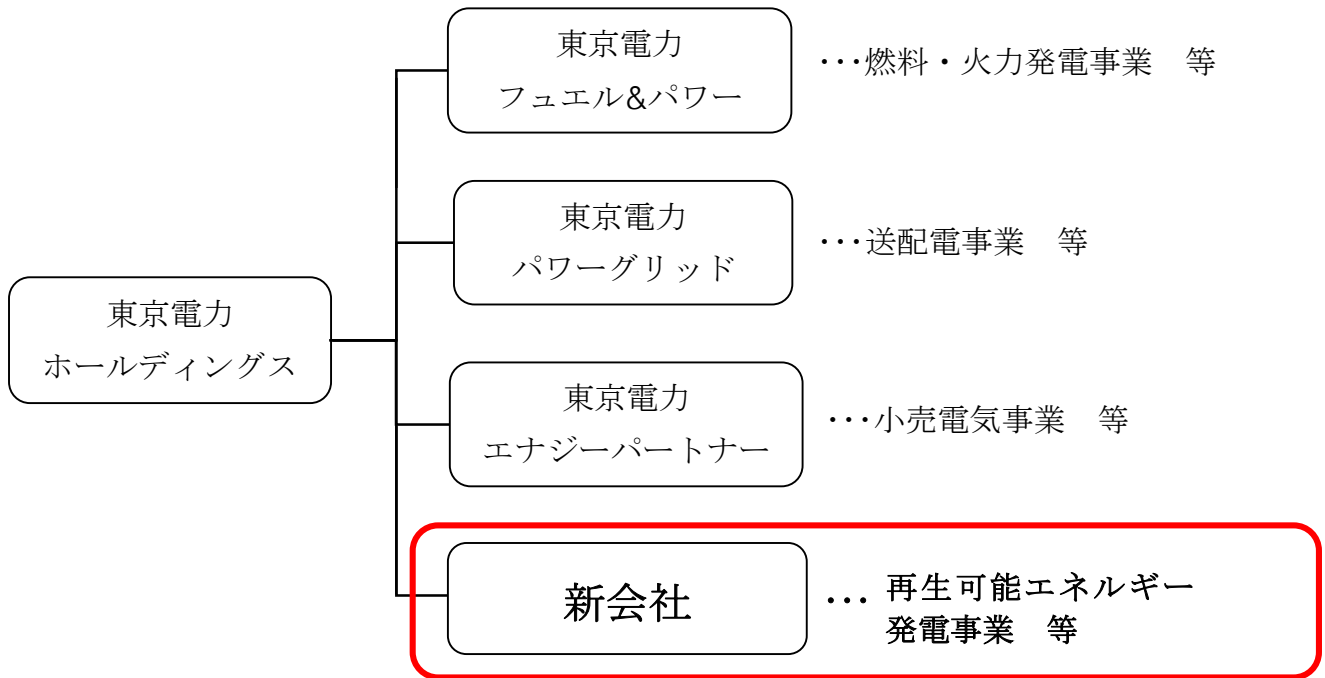 東京電力
フュエル&パワー
･･･燃料・火力発電事業　等
東京電力
パワーグリッド
･･･送配電事業　等
東京電力
ホールディングス
東京電力
エナジーパートナー
･･･小売電気事業　等
新会社
･･･ 再生可能エネルギー
発電事業　等